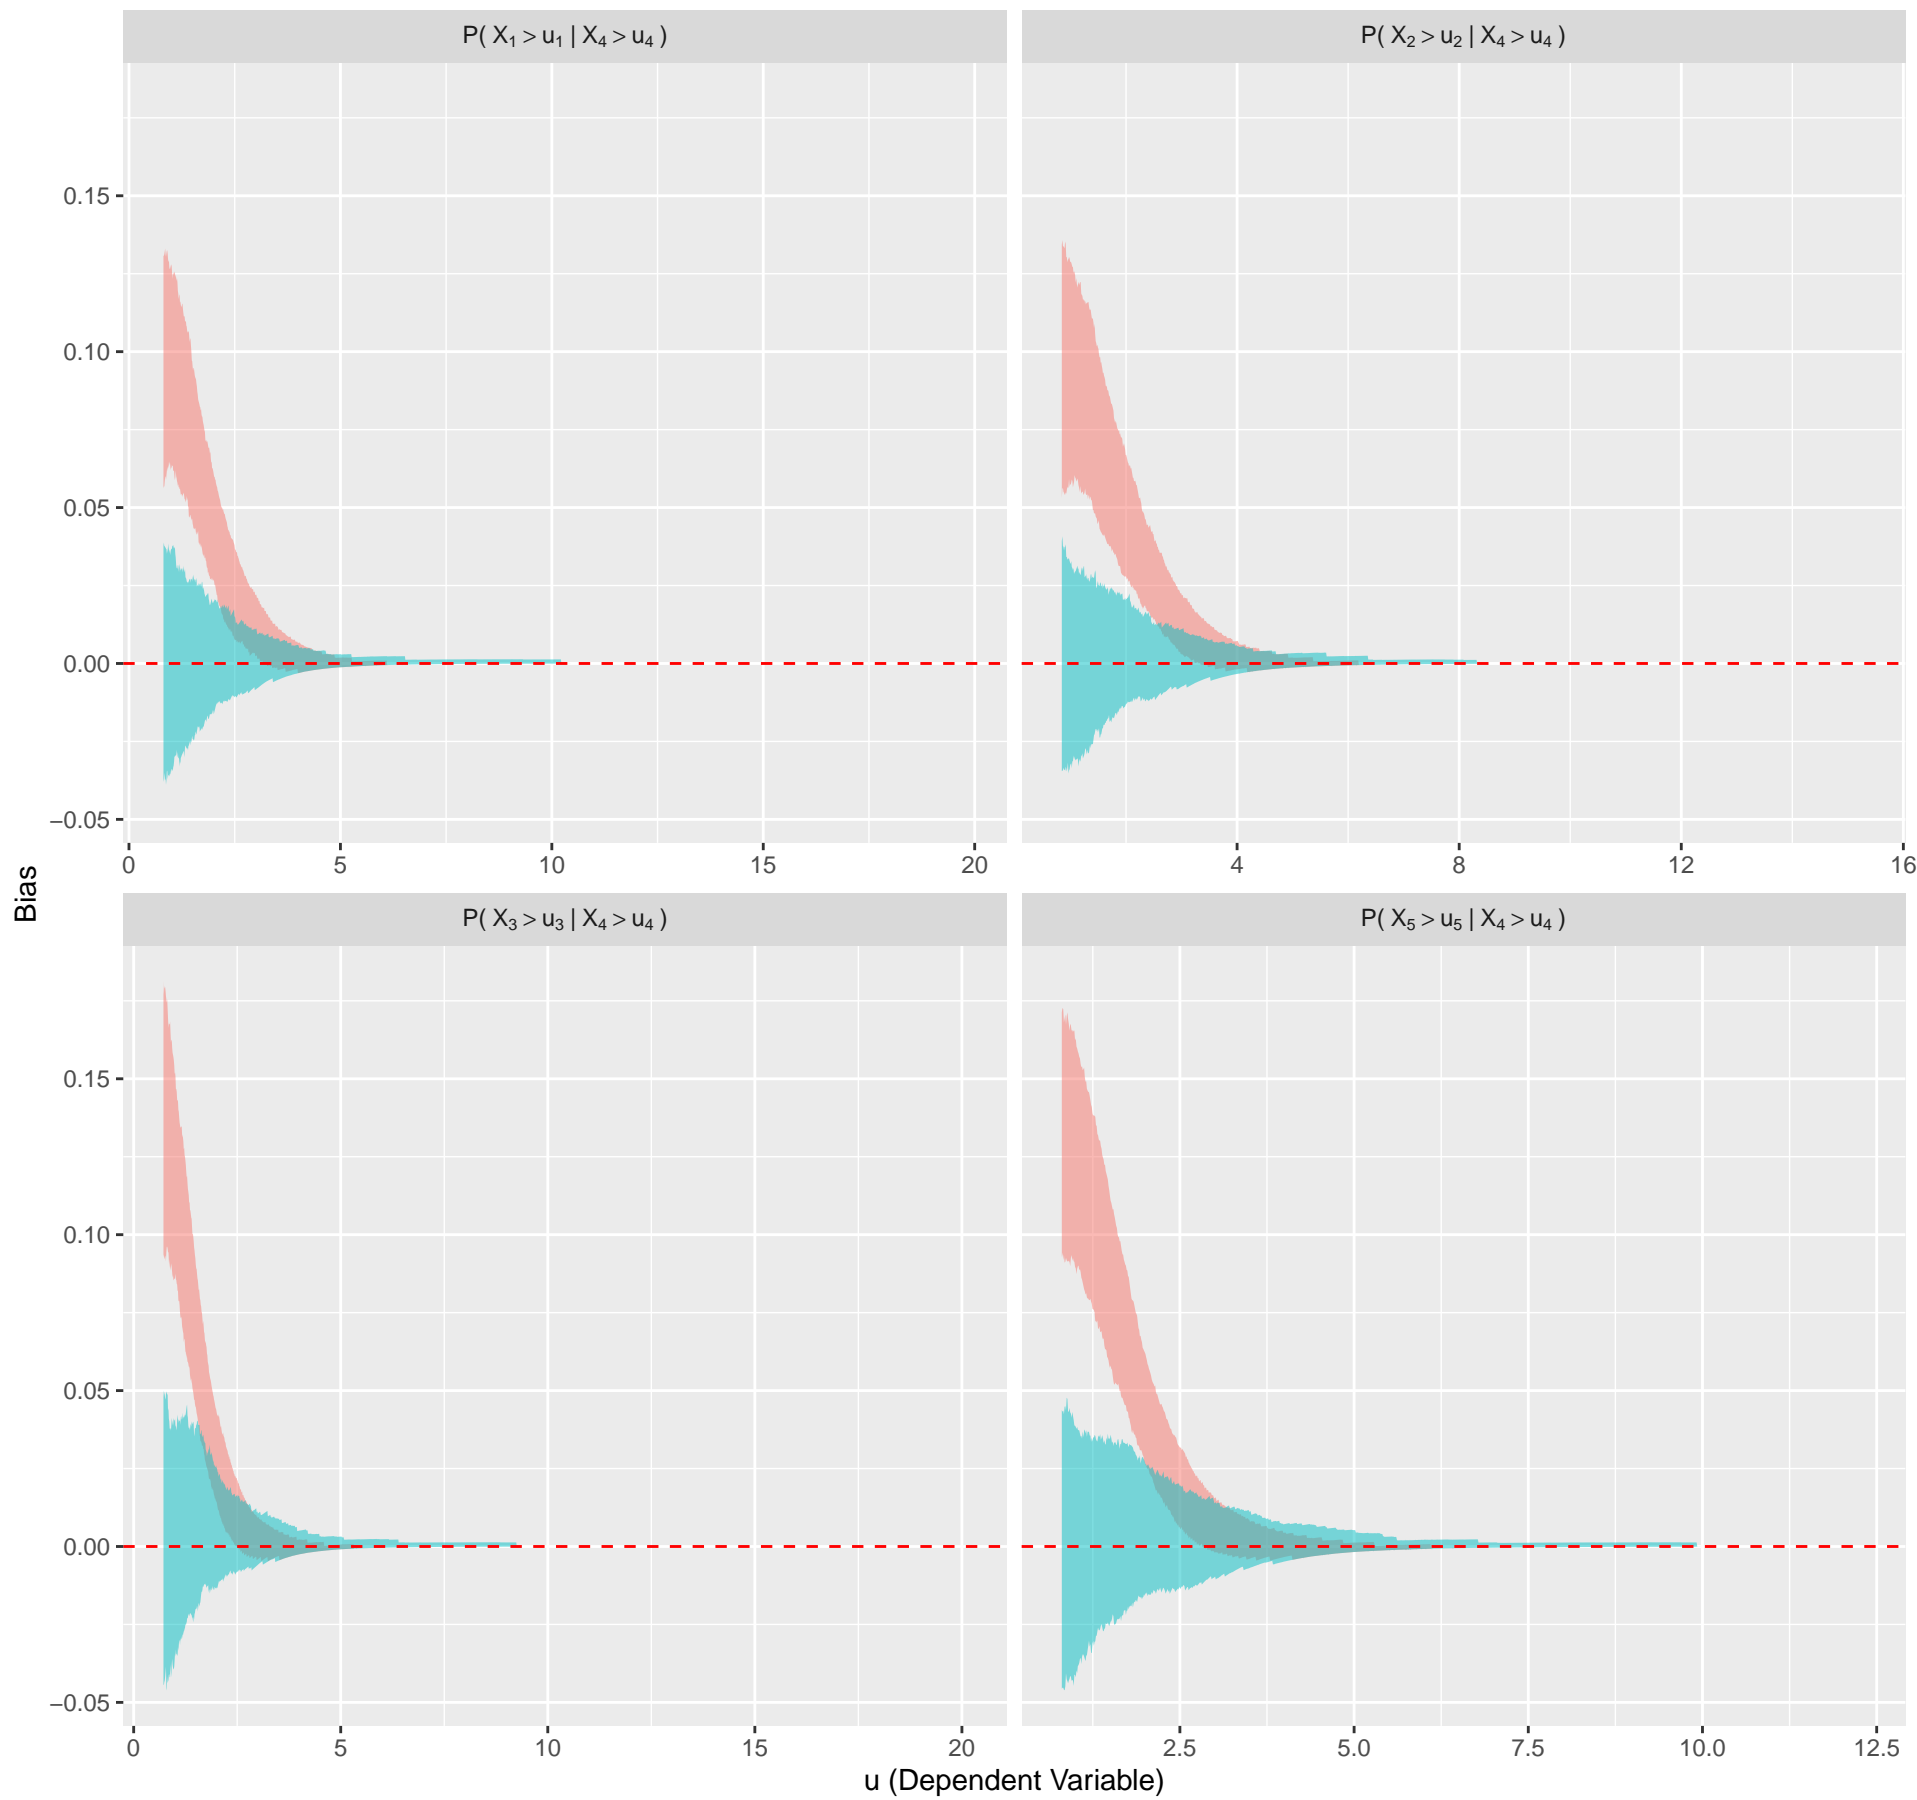 P( X₁ > u₁ | X₄ > u₄ )
P( X₂ > u₂ | X₄ > u₄ )
0.15
0.10
0.05
0.00
−0.05
0 5 10 15 20
4 8 12 16
Bias
P( X₃ > u₃ | X₄ > u₄ )
P( X₅ > u₅ | X₄ > u₄ )
0.15
0.10
0.05
0.00
−0.05
0 5 10 15 20
2.5 5.0 7.5 10.0 12.5
u (Dependent Variable)